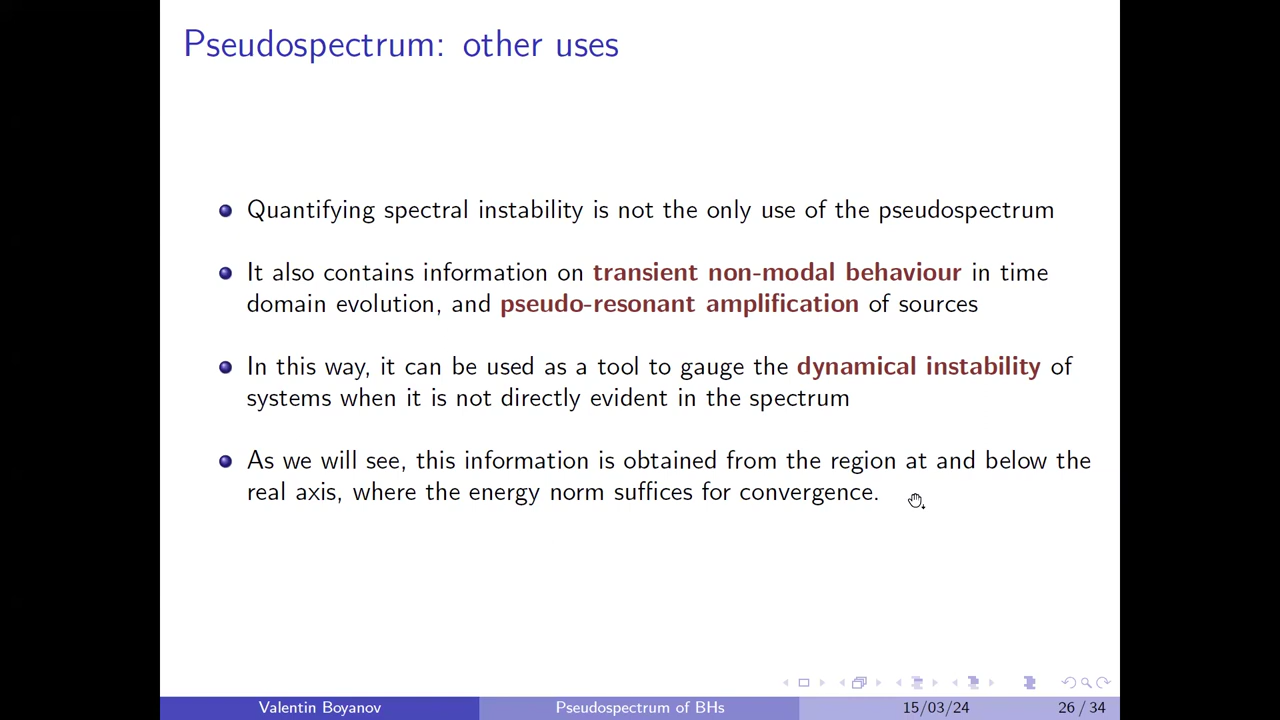 Pseudospectrum: other uses
Quantifying spectral instability is not the only use of the pseudospectrum
It also contains information on transient non-modal behaviour in time
domain evolution, and pseudo-resonant amplification of sources
In this way, it can be used as a tool to gauge the dynamical instability of
systems when it is not directly evident in the spectrum
As we will see, this information is obtained from the region at and below the
real axis, where the energy norm suffices for convergence.
Valentin Boyanov
Pseudospectrum of BHs
15/03/24
26 / 34